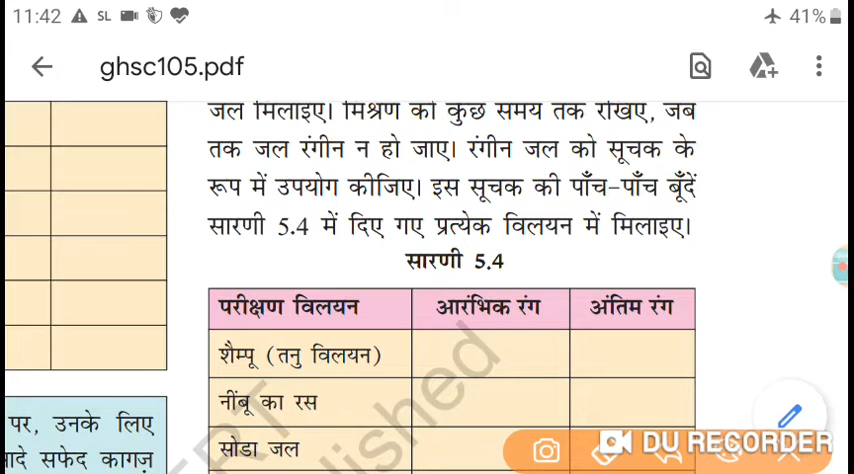 11:42 SL 41%
ghsc105.pdf
जल मिलाइए। मिश्रण को कुछ समय तक रखिए, जब
तक जल रंगीन न हो जाए। रंगीन जल को सूचक के
रूप में उपयोग कीजिए। इस सूचक की पाँच-पाँच बूँदें
सारणी 5.4 में दिए गए प्रत्येक विलयन में मिलाइए।
सारणी 5.4
परीक्षण विलयन आरंभिक रंग अंतिम रंग
शैम्पू (तनु विलयन)
नींबू का रस
सोडा जल
पर, उनके लिए
सफेद कागज़
DU RECORDER